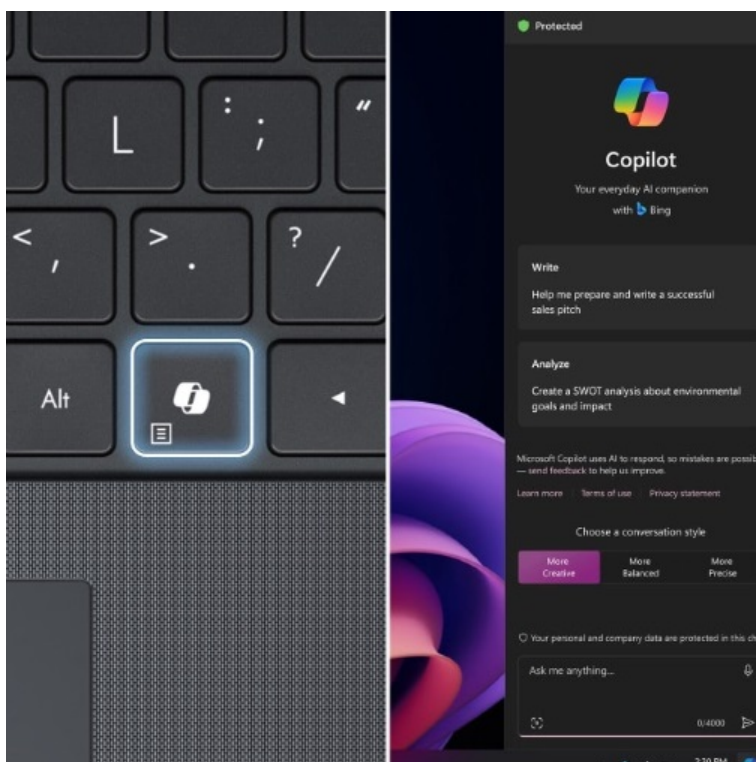 L
: ;
"
< ,
> .
? /
Alt
Protected
Copilot
Your everyday AI companion
with b Bing
Write
Help me prepare and write a successful
sales pitch
Analyze
Create a SWOT analysis about environmental
goals and impact
Microsoft Copilot uses AI to respond, so mistakes are possib
— send feedback to help us improve.
Learn more Terms of use Privacy statement
Choose a conversation style
More
Creative
More
Balanced
More
Precise
Your personal and company data are protected in this ch
Ask me anything...
0/4000